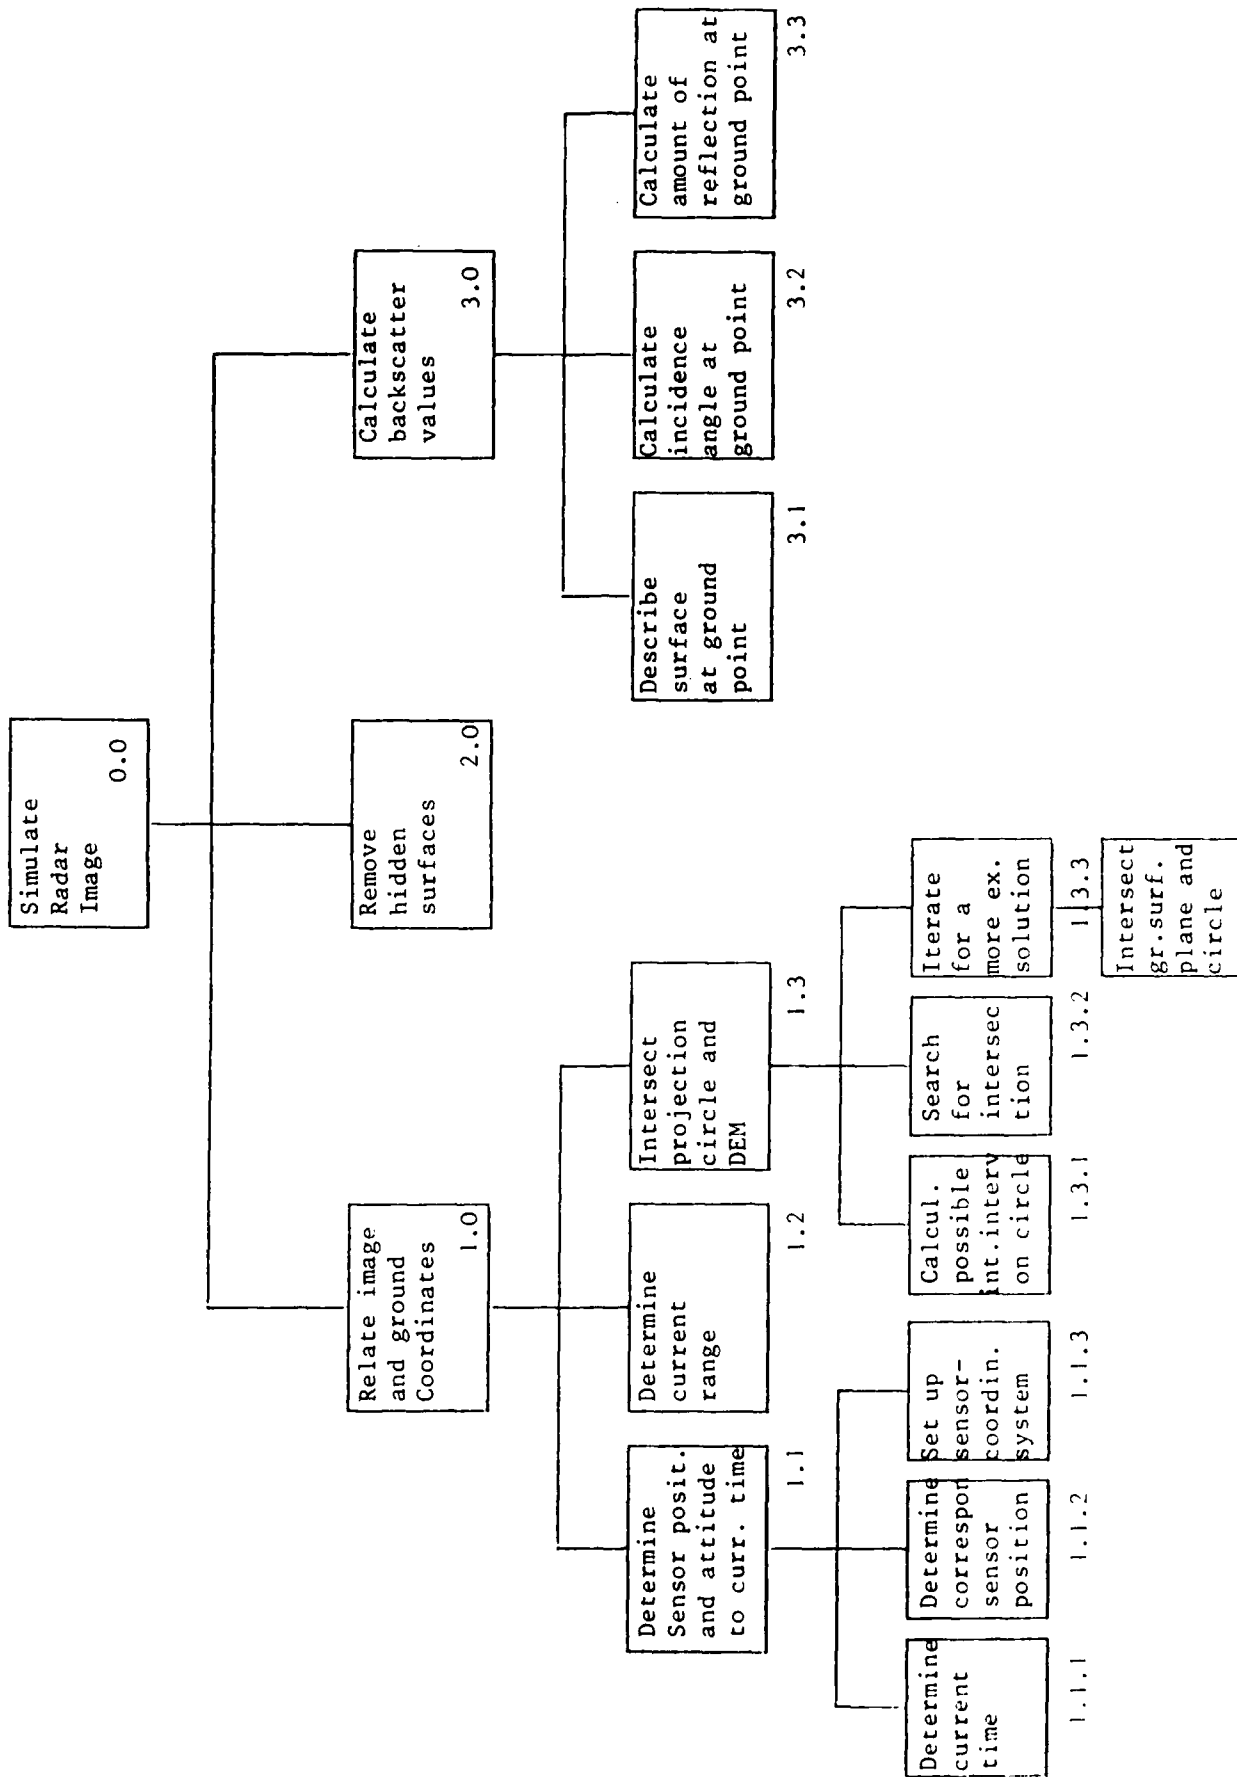 Simulate
Radar
Image
0.0
Relate image
and ground
Coordinates
1.0
Remove
hidden
surfaces
2.0
Calculate
backscatter
values
3.0
Determine
Sensor posit.
and attitude
to curr. time
1.1
Determine
current
range
1.2
Intersect
projection
circle and
DEM
1.3
Describe
surface
at ground
point
3.1
Calculate
incidence
angle at
ground point
3.2
Calculate
amount of
reflection at
ground point
3.3
Determine
current
time
1.1.1
Determine
correspon
sensor
position
1.1.2
Set up
sensor-
coordin.
system
1.1.3
Calcul.
possible
int.interv
on circle
1.3.1
Search
for
intersec
tion
1.3.2
Iterate
for a
more ex.
solution
1.3.3
Intersect
gr.surf.
plane and
circle